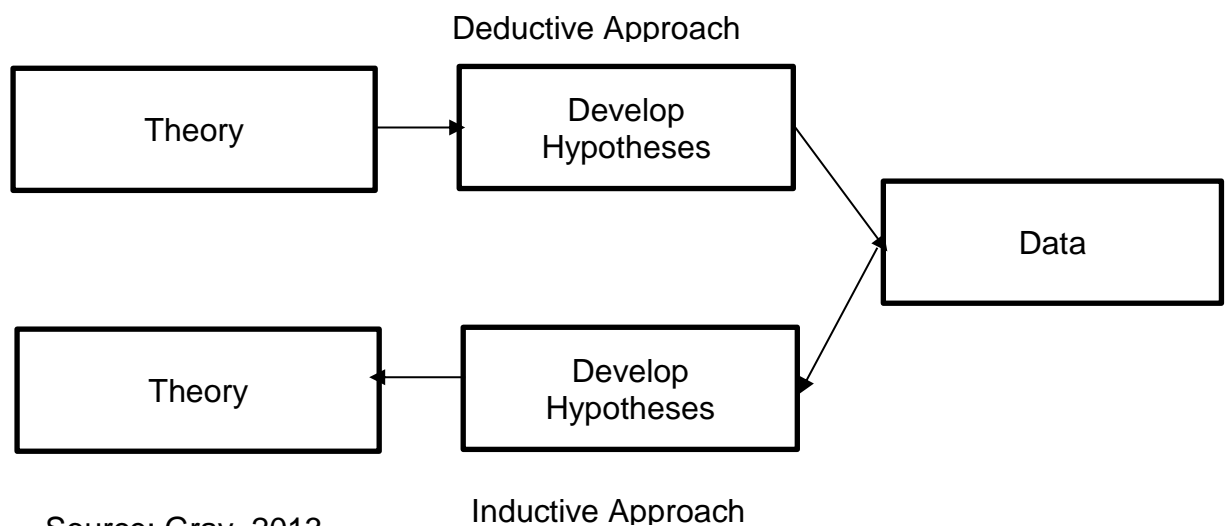 Deductive Approach
Theory
Develop
Hypotheses
Data
Theory
Develop
Hypotheses
Inductive Approach
Source: Gray, 2013